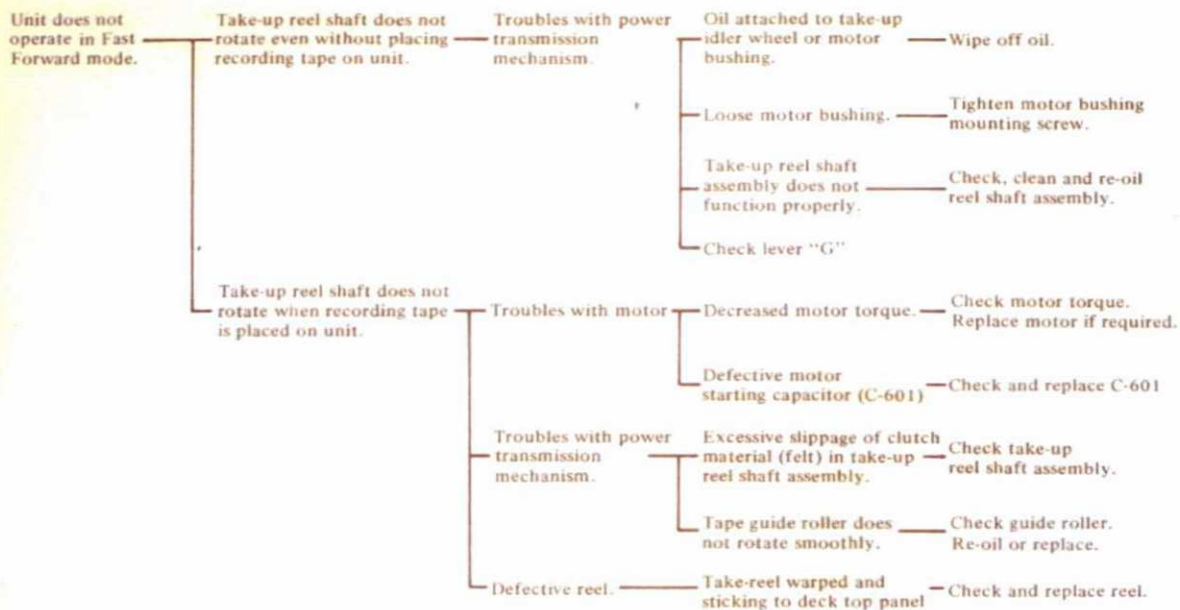 Unit does not
operate in Fast
Forward mode.
Take-up reel shaft does not
rotate even without placing
recording tape on unit.
Troubles with power
transmission
mechanism.
Oil attached to take-up
idler wheel or motor
bushing.
Wipe off oil.
Loose motor bushing.
Tighten motor bushing
mounting screw.
Take-up reel shaft
assembly does not
function properly.
Check, clean and re-oil
reel shaft assembly.
Check lever "G"
Take-up reel shaft does not
rotate when recording tape
is placed on unit.
Troubles with motor
Decreased motor torque.
Check motor torque.
Replace motor if required.
Defective motor
starting capacitor (C-601)
Check and replace C-601
Troubles with power
transmission
mechanism.
Excessive slippage of clutch
material (felt) in take-up
reel shaft assembly.
Check take-up
reel shaft assembly.
Tape guide roller does
not rotate smoothly.
Check guide roller.
Re-oil or replace.
Defective reel.
Take-reel warped and
sticking to deck top panel
Check and replace reel.